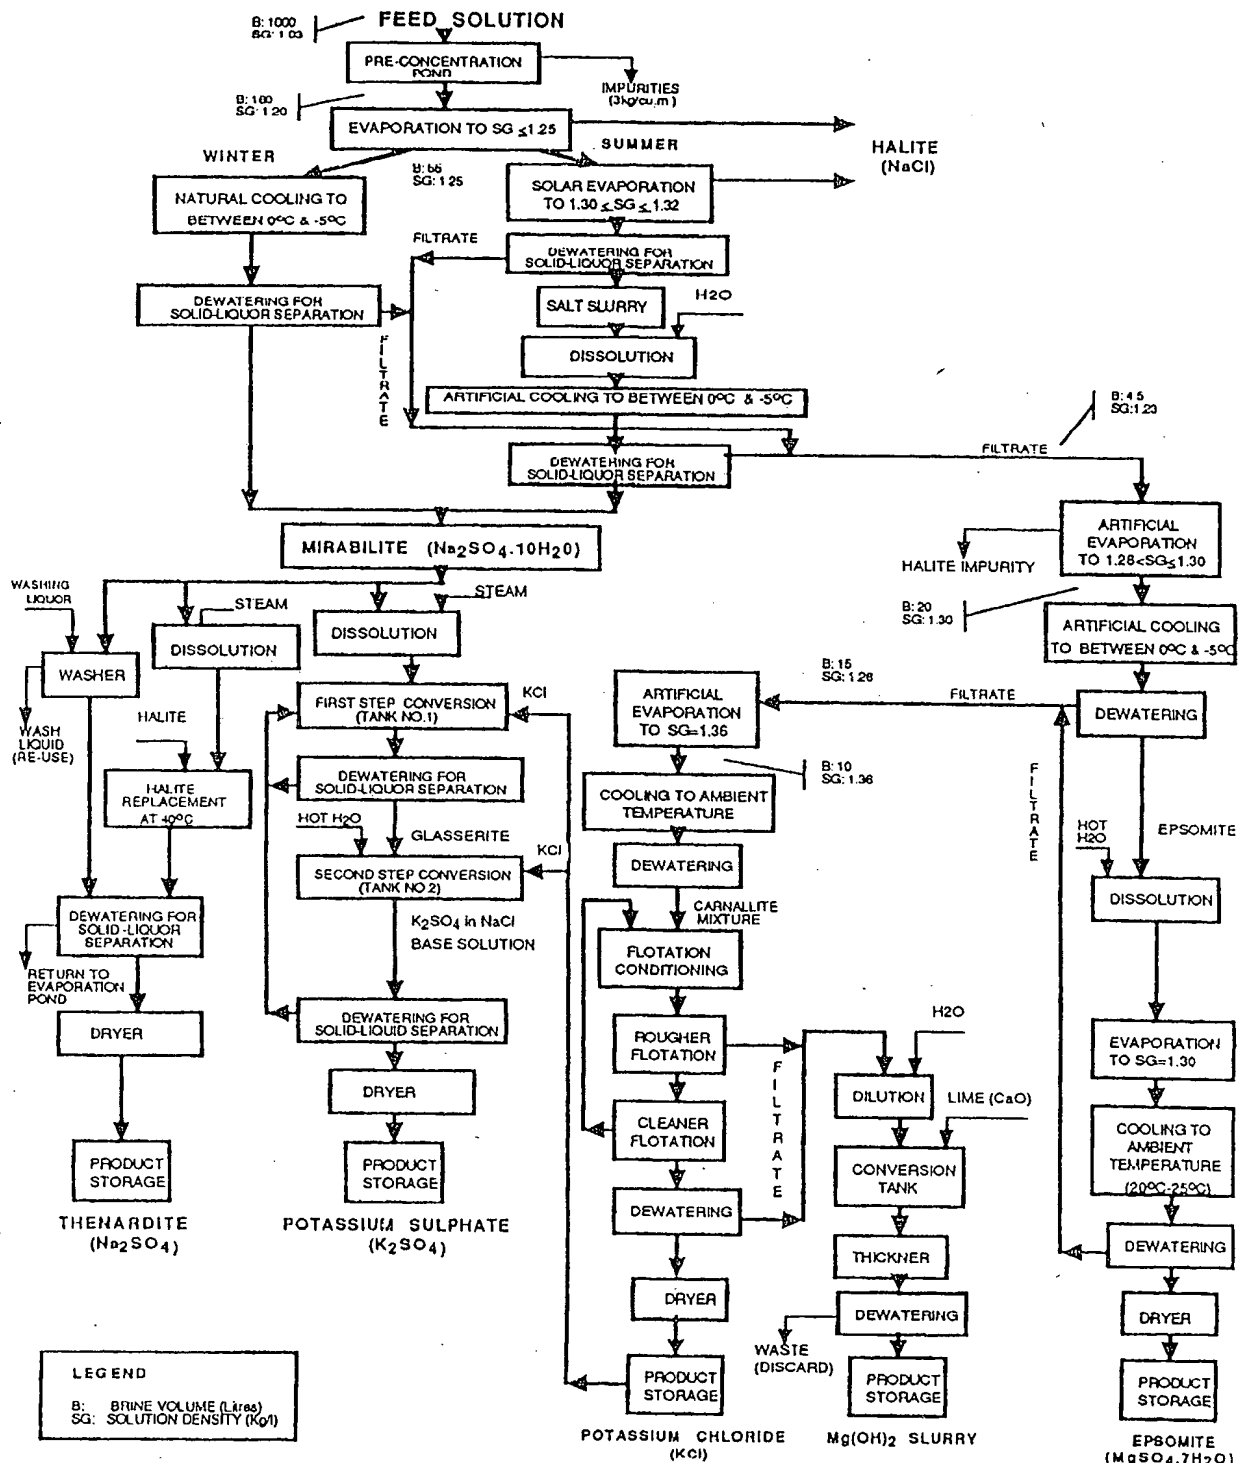 B: 1000
SG: 1.03
FEED SOLUTION
PRE-CONCENTRATION
POND
IMPURITIES
(3kg/cu.m)
B: 160
SG: 1.20
EVAPORATION TO SG ≤1.25
HALITE
(NaCl)
WINTER
SUMMER
SG: 1.25
NATURAL COOLING TO
BETWEEN 0ºC & -5ºC
SOLAR EVAPORATION
TO 1.30 ≤ SG ≤ 1.32
FILTRATE
DEWATERING FOR
SOLID-LIQUOR SEPARATION
DEWATERING FOR
SOLID-LIQUOR SEPARATION
SALT SLURRY
H2O
DISSOLUTION
FILTRATE
ARTIFICIAL COOLING TO BETWEEN 0ºC & -5ºC
B: 45
SG:1.23
DEWATERING FOR
SOLID-LIQUOR SEPARATION
FILTRATE
MIRABILITE (Na2SO4.10H20)
ARTIFICIAL
EVAPORATION
TO 1.28<SG≤1.30
HALITE IMPURITY
B: 20
SG: 1.30
ARTIFICIAL COOLING
TO BETWEEN 0ºC & -5ºC
WASHING
LIQUOR
STEAM
STEAM
DISSOLUTION
DISSOLUTION
WASHER
WASH
LIQUID
(RE-USE)
HALITE
HALITE
REPLACEMENT
AT 40ºC
FIRST STEP CONVERSION
(TANK NO.1)
KCl
DEWATERING FOR
SOLID-LIQUOR SEPARATION
HOT H2O
GLASSERITE
KCl
SECOND STEP CONVERSION
(TANK NO.2)
K2SO4 in NaCl
BASE SOLUTION
DEWATERING FOR
SOLID-LIQUID SEPARATION
DRYER
PRODUCT
STORAGE
POTASSIUM SULPHATE
(K2SO4)
DEWATERING FOR
SOLID-LIQUOR
SEPARATION
RETURN TO
EVAPORATION
POND
DRYER
PRODUCT
STORAGE
THENARDITE
(Na2SO4)
B: 15
SG: 1.26
FILTRATE
DEWATERING
ARTIFICIAL
EVAPORATION
TO SG=1.36
B: 10
SG: 1.36
COOLING TO AMBIENT
TEMPERATURE
DEWATERING
CARNALLITE
MIXTURE
FLOTATION
CONDITIONING
ROUGHER
FLOTATION
CLEANER
FLOTATION
DEWATERING
DRYER
PRODUCT
STORAGE
POTASSIUM CHLORIDE
(KCl)
FILTRATE
H2O
DILUTION
LIME (CaO)
CONVERSION
TANK
THICKNER
DEWATERING
WASTE
(DISCARD)
PRODUCT
STORAGE
Mg(OH)2 SLURRY
FILTRATE
HOT
H2O
EPSOMITE
DISSOLUTION
EVAPORATION
TO SG=1.30
COOLING TO
AMBIENT
TEMPERATURE
(20ºC-25ºC)
DEWATERING
DRYER
PRODUCT
STORAGE
EPSOMITE
(MgSO4.7H2O)
LEGEND
B: BRINE VOLUME (Litres)
SG: SOLUTION DENSITY (Kg/l)